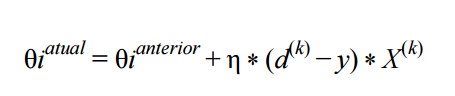 θi^atual = θi^anterior + η * (d^(k) − y) * X^(k)